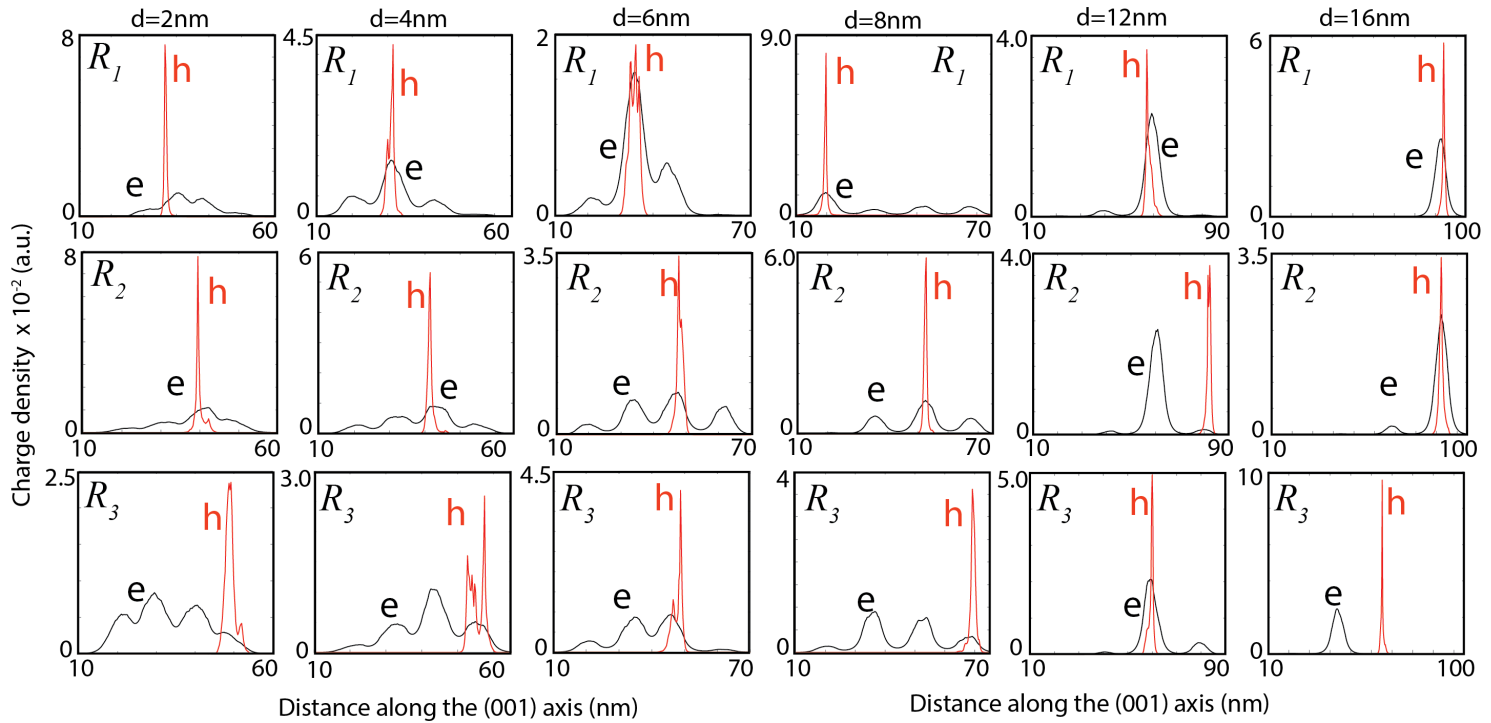 d=2nm d=4nm d=6nm d=8nm d=12nm d=16nm
8 R1 h e 0 10 60
4.5 R1 h e 0 10 60
2 R1 h e 0 10 70
9.0 R1 h e 0 10 70
4.0 R1 h e 0 10 90
6 R1 h e 0 10 100
8 R2 h e 0 10 60
6 R2 h e 0 10 60
3.5 R2 h e 0 10 70
6.0 R2 h e 0 10 70
4.0 R2 h e 0 10 90
3.5 R2 h e 0 10 100
2.5 R3 h e 0 10 60
3.0 R3 h e 0 10 60
4.5 R3 h e 0 10 70
4 R3 h e 0 10 70
5.0 R3 h e 0 10 90
10 R3 h e 0 10 100
Charge density x 10⁻² (a.u.)
Distance along the (001) axis (nm)
Distance along the (001) axis (nm)